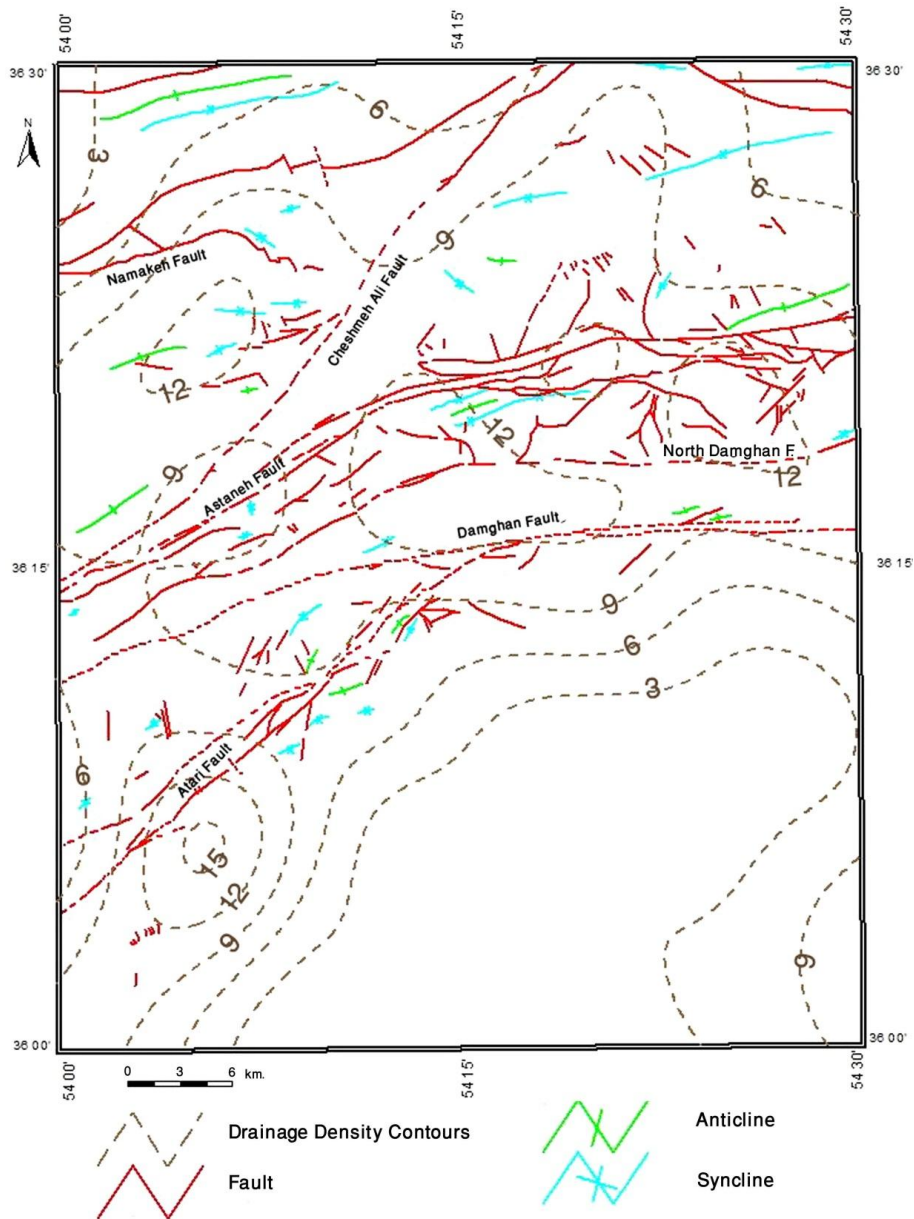 54 00'
54 15'
54 30'
36 30'
36 30'
N
6
3
6
9
Namakeh Fault
Cheshmeh Ali Fault
12
12
North Damghan F.
9
12
Astaneh Fault
Damghan Fault
36 15'
36 15'
9
6
3
Atari Fault
6
15
12
9
6
36 00'
36 00'
54 00'
54 15'
54 30'
0 3 6 km.
Drainage Density Contours
Anticline
Fault
Syncline